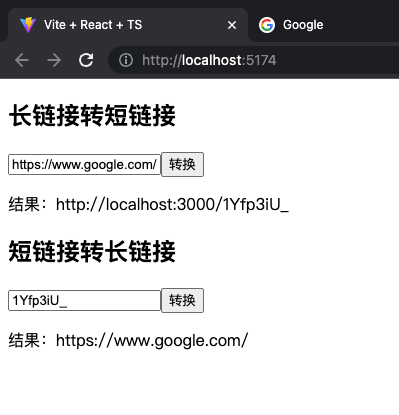 Vite + React + TS
Google
http://localhost:5174
长链接转短链接
https://www.google.com/ 转换
结果：http://localhost:3000/1Yfp3iU_
短链接转长链接
1Yfp3iU_ 转换
结果：https://www.google.com/